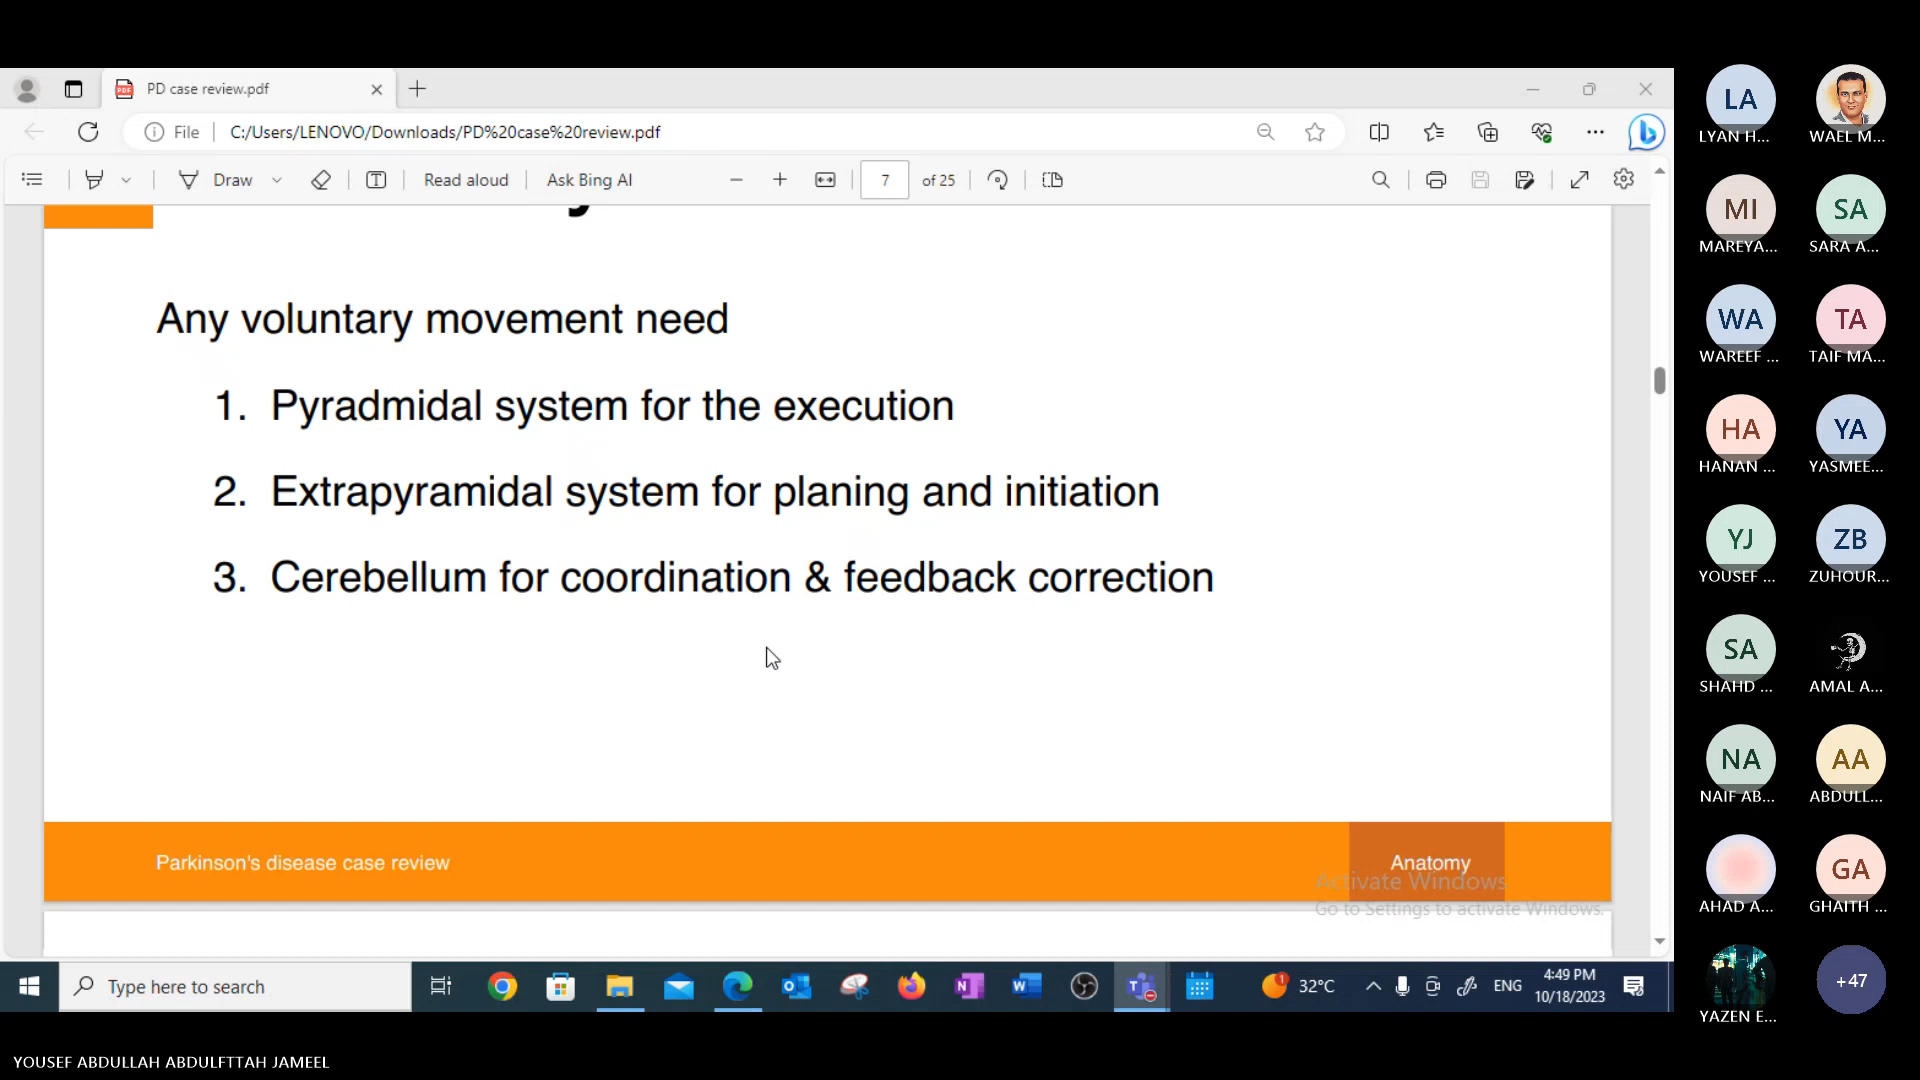 PD case review.pdf
File
C:/Users/LENOVO/Downloads/PD%20case%20review.pdf
Draw
Read aloud
Ask Bing AI
7
of 25
Any voluntary movement need
1. Pyradmidal system for the execution
2. Extrapyramidal system for planing and initiation
3. Cerebellum for coordination & feedback correction
Parkinson's disease case review
Anatomy
Activate Windows
Go to Settings to activate Windows.
Type here to search
1
32°C
ENG
4:49 PM
10/18/2023
LA
LYAN H...
WAEL M...
MI
MAREYA...
SA
SARA A...
WA
WAREEF ...
TA
TAIF MA...
HA
HANAN ...
YA
YASMEE...
YJ
YOUSEF ...
ZB
ZUHOUR...
SA
SHAHD ...
AMAL A...
NA
NAIF AB...
AA
ABDULL...
AHAD A...
GA
GHAITH ...
YAZEN E...
+47
YOUSEF ABDULLAH ABDULFTTAH JAMEEL